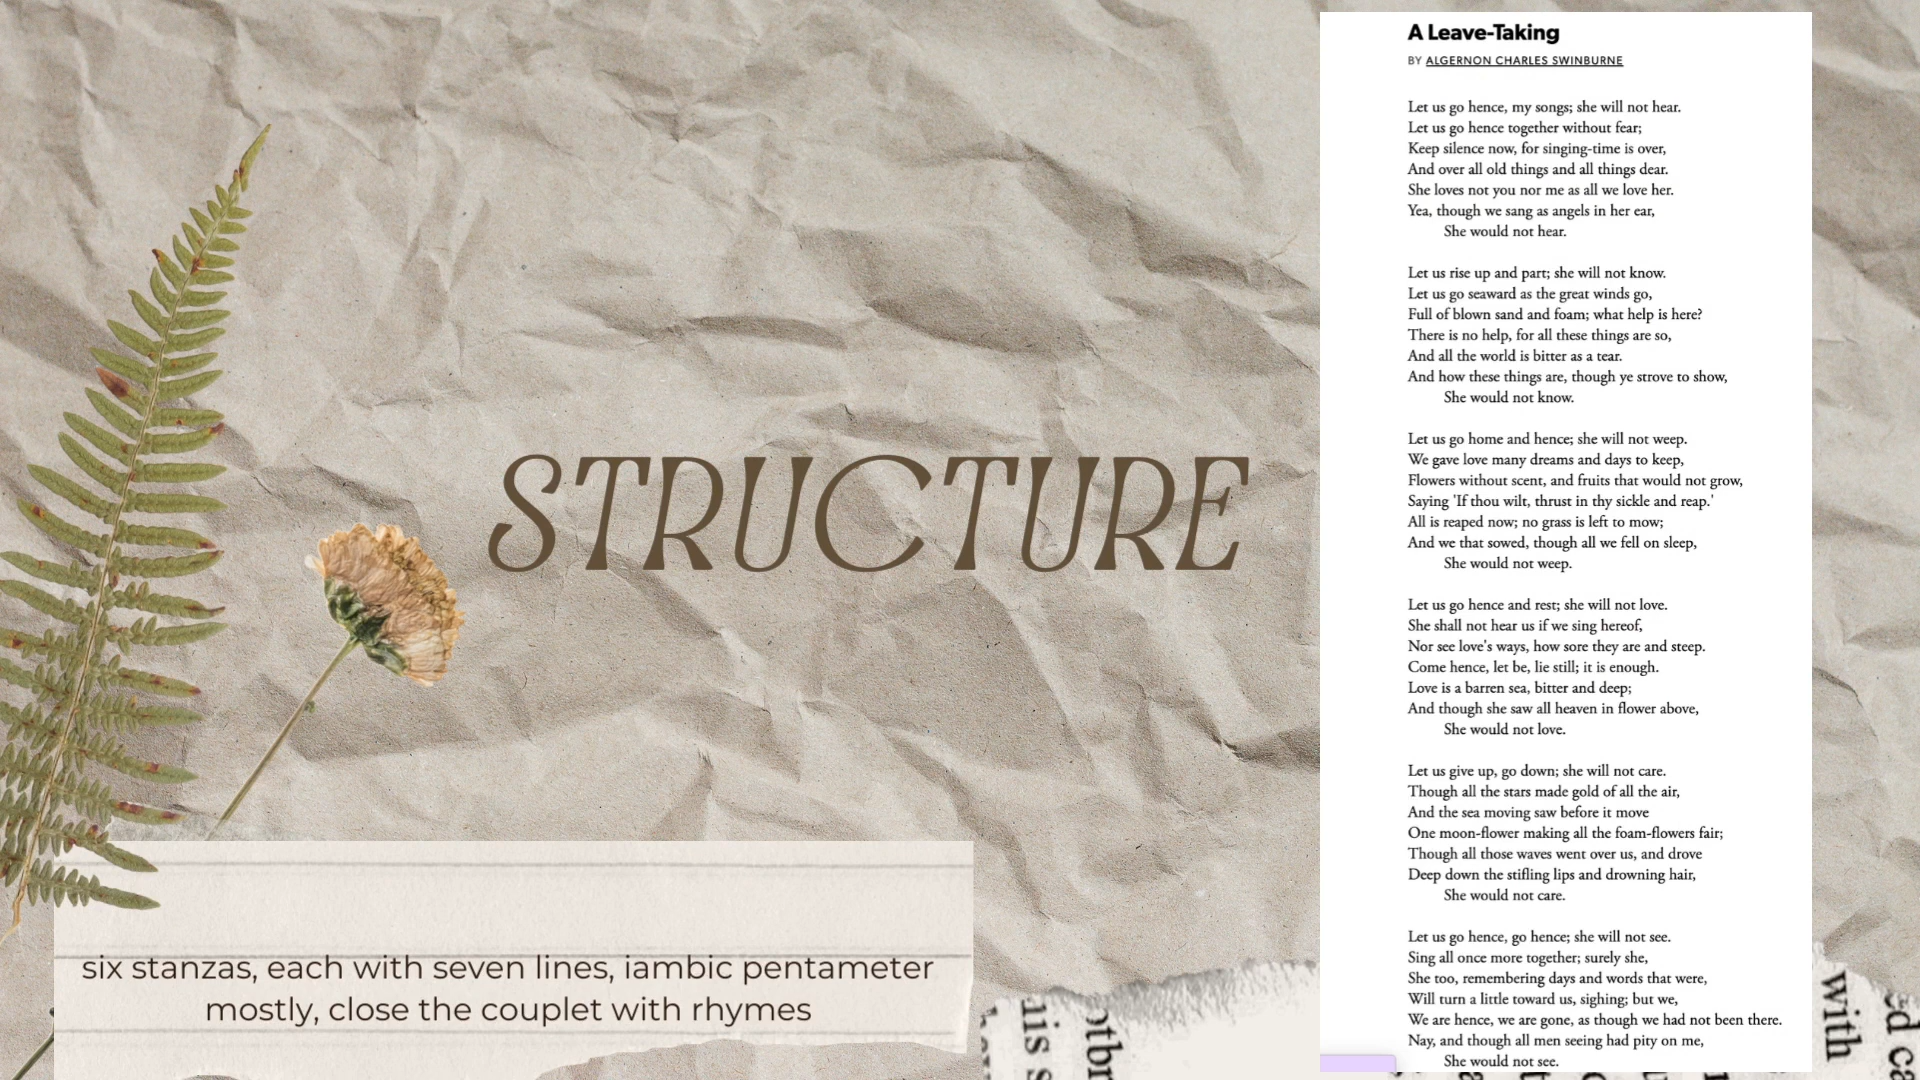 STRUCTURE
six stanzas, each with seven lines, iambic pentameter
mostly, close the couplet with rhymes
A Leave-Taking
BY ALGERNON CHARLES SWINBURNE
Let us go hence, my songs; she will not hear.
Let us go hence together without fear;
Keep silence now, for singing-time is over,
And over all old things and all things dear.
She loves not you nor me as all we love her.
Yea, though we sang as angels in her ear,
She would not hear.
Let us rise up and part; she will not know.
Let us go seaward as the great winds go,
Full of blown sand and foam; what help is here?
There is no help, for all these things are so,
And all the world is bitter as a tear.
And how these things are, though ye strove to show,
She would not know.
Let us go home and hence; she will not weep.
We gave love many dreams and days to keep,
Flowers without scent, and fruits that would not grow,
Saying 'If thou wilt, thrust in thy sickle and reap.'
All is reaped now; no grass is left to mow;
And we that sowed, though all we fell on sleep,
She would not weep.
Let us go hence and rest; she will not love.
She shall not hear us if we sing hereof,
Nor see love's ways, how sore they are and steep.
Come hence, let be, lie still; it is enough.
Love is a barren sea, bitter and deep;
And though she saw all heaven in flower above,
She would not love.
Let us give up, go down; she will not care.
Though all the stars made gold of all the air,
And the sea moving saw before it move
One moon-flower making all the foam-flowers fair;
Though all those waves went over us, and drove
Deep down the stifling lips and drowning hair,
She would not care.
Let us go hence, go hence; she will not see.
Sing all once more together; surely she,
She too, remembering days and words that were,
Will turn a little toward us, sighing; but we,
We are hence, we are gone, as though we had not been there.
Nay, and though all men seeing had pity on me,
She would not see.
with